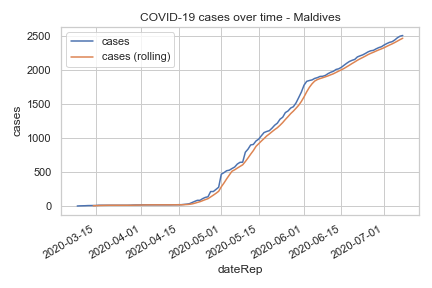 COVID-19 cases over time - Maldives
cases
cases (rolling)
2500
2000
1500
1000
500
0
cases
2020-03-15
2020-04-01
2020-04-15
2020-05-01
2020-05-15
2020-06-01
2020-06-15
2020-07-01
dateRep